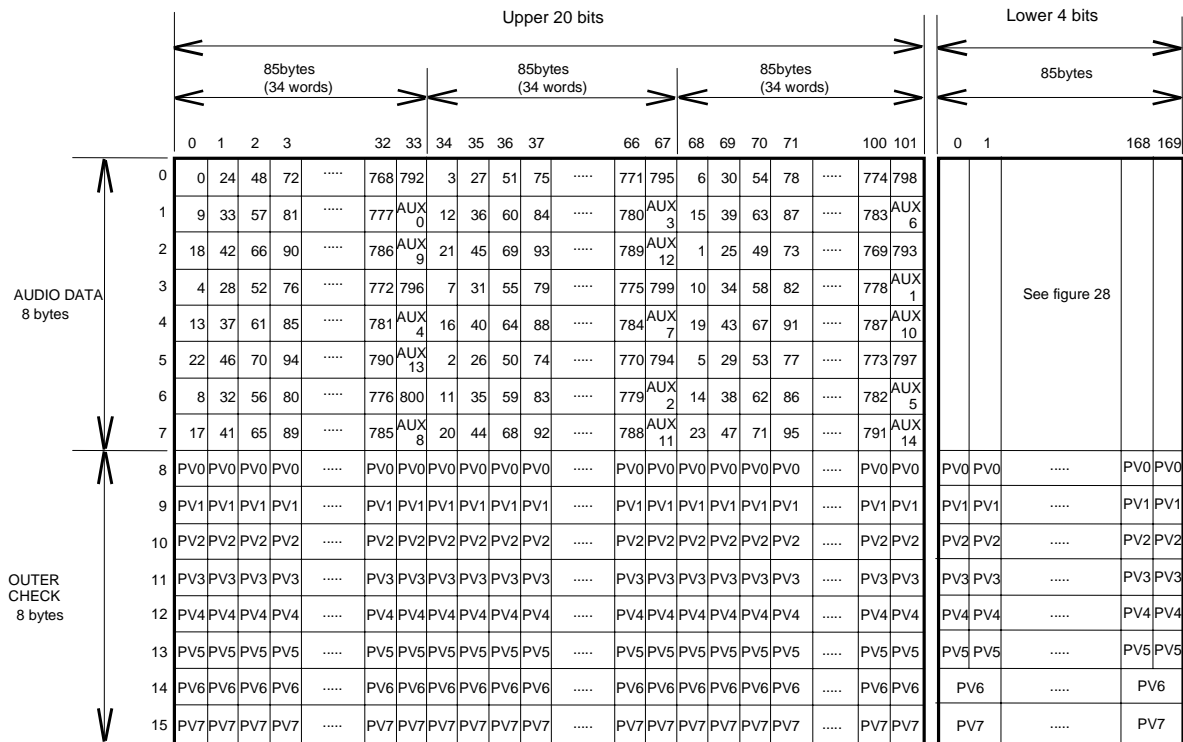 Upper 20 bits Lower 4 bits
85bytes 85bytes 85bytes 85bytes
(34 words) (34 words) (34 words)
0 1 2 3 32 33 34 35 36 37 66 67 68 69 70 71 100 101 0 1 168 169
0 0 24 48 72 ..... 768 792 3 27 51 75 ..... 771 795 6 30 54 78 ..... 774 798
1 9 33 57 81 ..... 777 AUX 0 12 36 60 84 ..... 780 AUX 3 15 39 63 87 ..... 783 AUX 6
2 18 42 66 90 ..... 786 AUX 9 21 45 69 93 ..... 789 AUX 12 1 25 49 73 ..... 769 793
AUDIO DATA
8 bytes
3 4 28 52 76 ..... 772 796 7 31 55 79 ..... 775 799 10 34 58 82 ..... 778 AUX 1
See figure 28
4 13 37 61 85 ..... 781 AUX 4 16 40 64 88 ..... 784 AUX 7 19 43 67 91 ..... 787 AUX 10
5 22 46 70 94 ..... 790 AUX 13 2 26 50 74 ..... 770 794 5 29 53 77 ..... 773 797
6 8 32 56 80 ..... 776 800 11 35 59 83 ..... 779 AUX 2 14 38 62 86 ..... 782 AUX 5
7 17 41 65 89 ..... 785 AUX 8 20 44 68 92 ..... 788 AUX 11 23 47 71 95 ..... 791 AUX 14
8 PV0 PV0 PV0 PV0 ..... PV0 PV0 PV0 PV0 PV0 PV0 ..... PV0 PV0 PV0 PV0 PV0 PV0 ..... PV0 PV0 PV0 PV0 ..... PV0 PV0
9 PV1 PV1 PV1 PV1 ..... PV1 PV1 PV1 PV1 PV1 PV1 ..... PV1 PV1 PV1 PV1 PV1 PV1 ..... PV1 PV1 PV1 PV1 ..... PV1 PV1
10 PV2 PV2 PV2 PV2 ..... PV2 PV2 PV2 PV2 PV2 PV2 ..... PV2 PV2 PV2 PV2 PV2 PV2 ..... PV2 PV2 PV2 PV2 ..... PV2 PV2
OUTER
CHECK
8 bytes
11 PV3 PV3 PV3 PV3 ..... PV3 PV3 PV3 PV3 PV3 PV3 ..... PV3 PV3 PV3 PV3 PV3 PV3 ..... PV3 PV3 PV3 PV3 ..... PV3 PV3
12 PV4 PV4 PV4 PV4 ..... PV4 PV4 PV4 PV4 PV4 PV4 ..... PV4 PV4 PV4 PV4 PV4 PV4 ..... PV4 PV4 PV4 PV4 ..... PV4 PV4
13 PV5 PV5 PV5 PV5 ..... PV5 PV5 PV5 PV5 PV5 PV5 ..... PV5 PV5 PV5 PV5 PV5 PV5 ..... PV5 PV5 PV5 PV5 ..... PV5 PV5
14 PV6 PV6 PV6 PV6 ..... PV6 PV6 PV6 PV6 PV6 PV6 ..... PV6 PV6 PV6 PV6 PV6 PV6 ..... PV6 PV6 PV6 ..... PV6
15 PV7 PV7 PV7 PV7 ..... PV7 PV7 PV7 PV7 PV7 PV7 ..... PV7 PV7 PV7 PV7 PV7 PV7 ..... PV7 PV7 PV7 ..... PV7